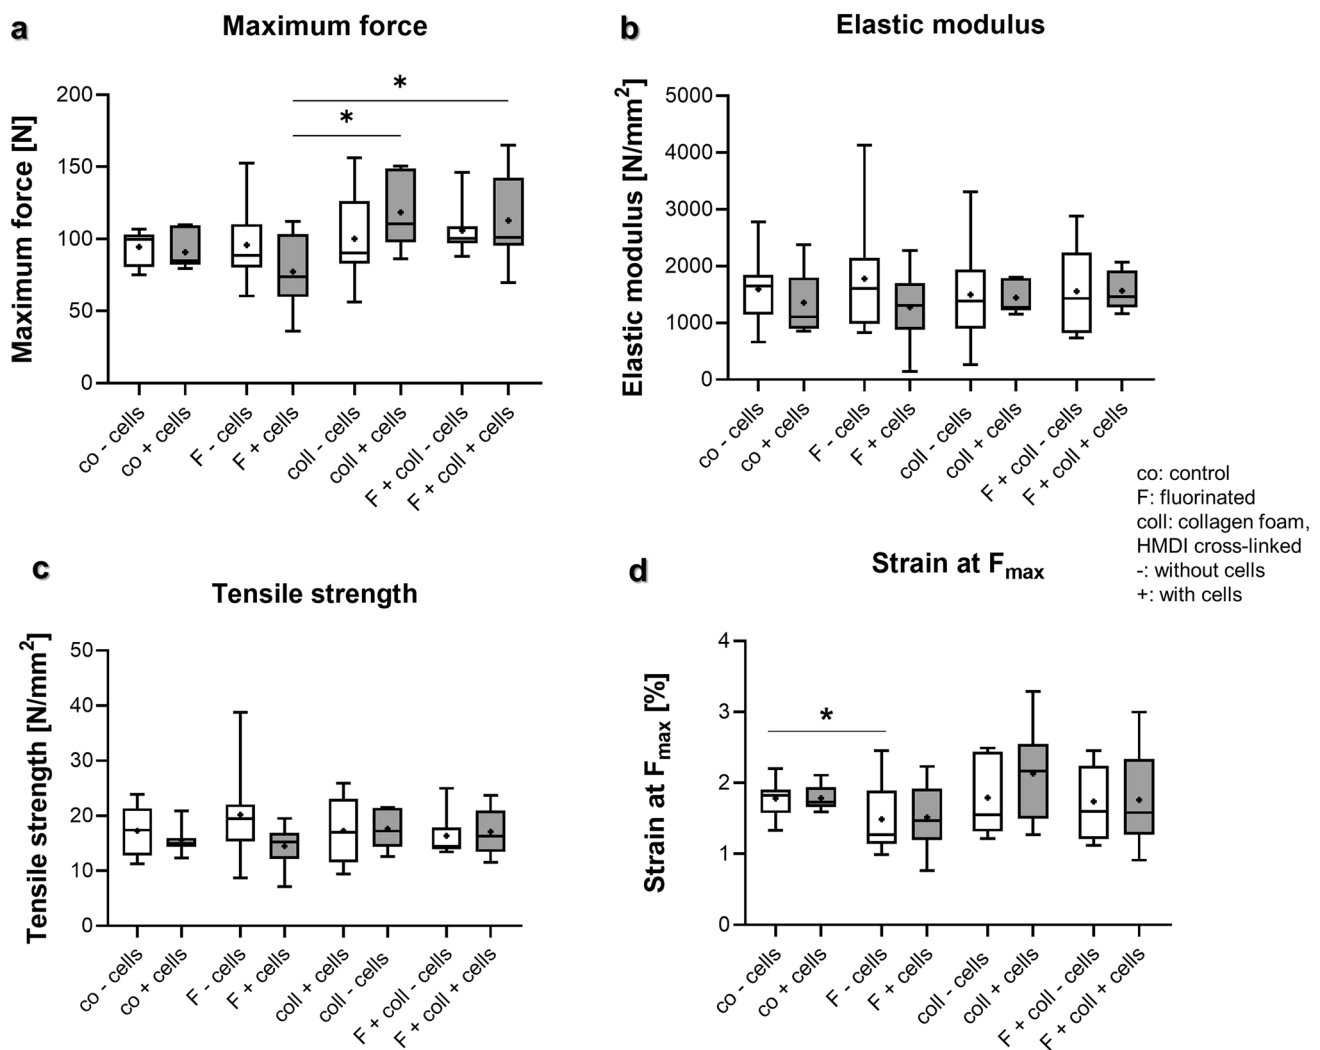 a
Maximum force
Maximum force [N]
200
150
100
50
0
*
*
co - cells
co + cells
F - cells
F + cells
coll - cells
coll + cells
F + coll - cells
F + coll + cells
b
Elastic modulus
Elastic modulus [N/mm²]
5000
4000
3000
2000
1000
0
co - cells
co + cells
F - cells
F + cells
coll - cells
coll + cells
F + coll - cells
F + coll + cells
co: control
F: fluorinated
coll: collagen foam,
HMDI cross-linked
-: without cells
+: with cells
c
Tensile strength
Tensile strength [N/mm²]
50
40
30
20
10
0
co - cells
co + cells
F - cells
F + cells
coll + cells
coll - cells
F + coll - cells
F + coll + cells
d
Strain at Fmax
Strain at Fmax [%]
4
3
2
1
0
*
co - cells
co + cells
F - cells
F + cells
coll - cells
coll + cells
F + coll - cells
F + coll + cells